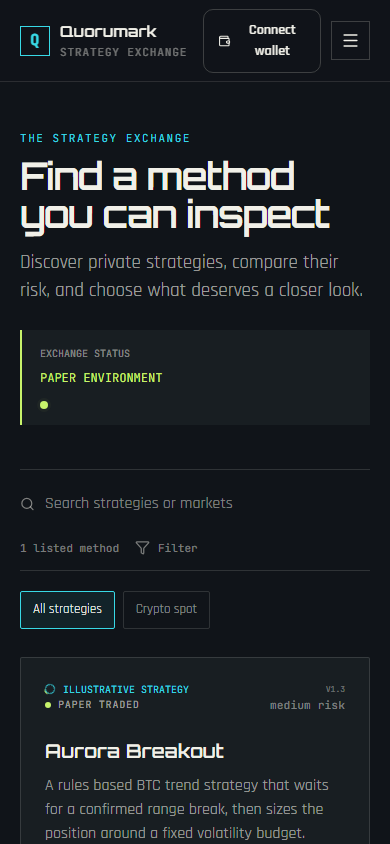 Q
Quorumark
STRATEGY EXCHANGE
Connect
wallet
THE STRATEGY EXCHANGE
Find a method
you can inspect
Discover private strategies, compare their
risk, and choose what deserves a closer look.
EXCHANGE STATUS
PAPER ENVIRONMENT
Search strategies or markets
1 listed method Filter
All strategies Crypto spot
ILLUSTRATIVE STRATEGY V1.3
PAPER TRADED medium risk
Aurora Breakout
A rules based BTC trend strategy that waits
for a confirmed range break, then sizes the
position around a fixed volatility budget.